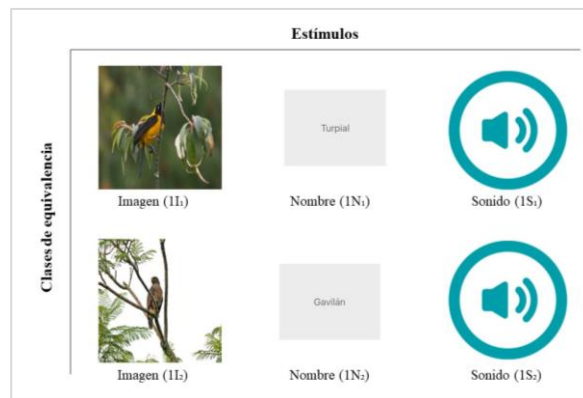 Estímulos
Clases de equivalencia
Turpial
Imagen (1I₁)
Nombre (1N₁)
Sonido (1S₁)
Gavilán
Imagen (1I₂)
Nombre (1N₂)
Sonido (1S₂)